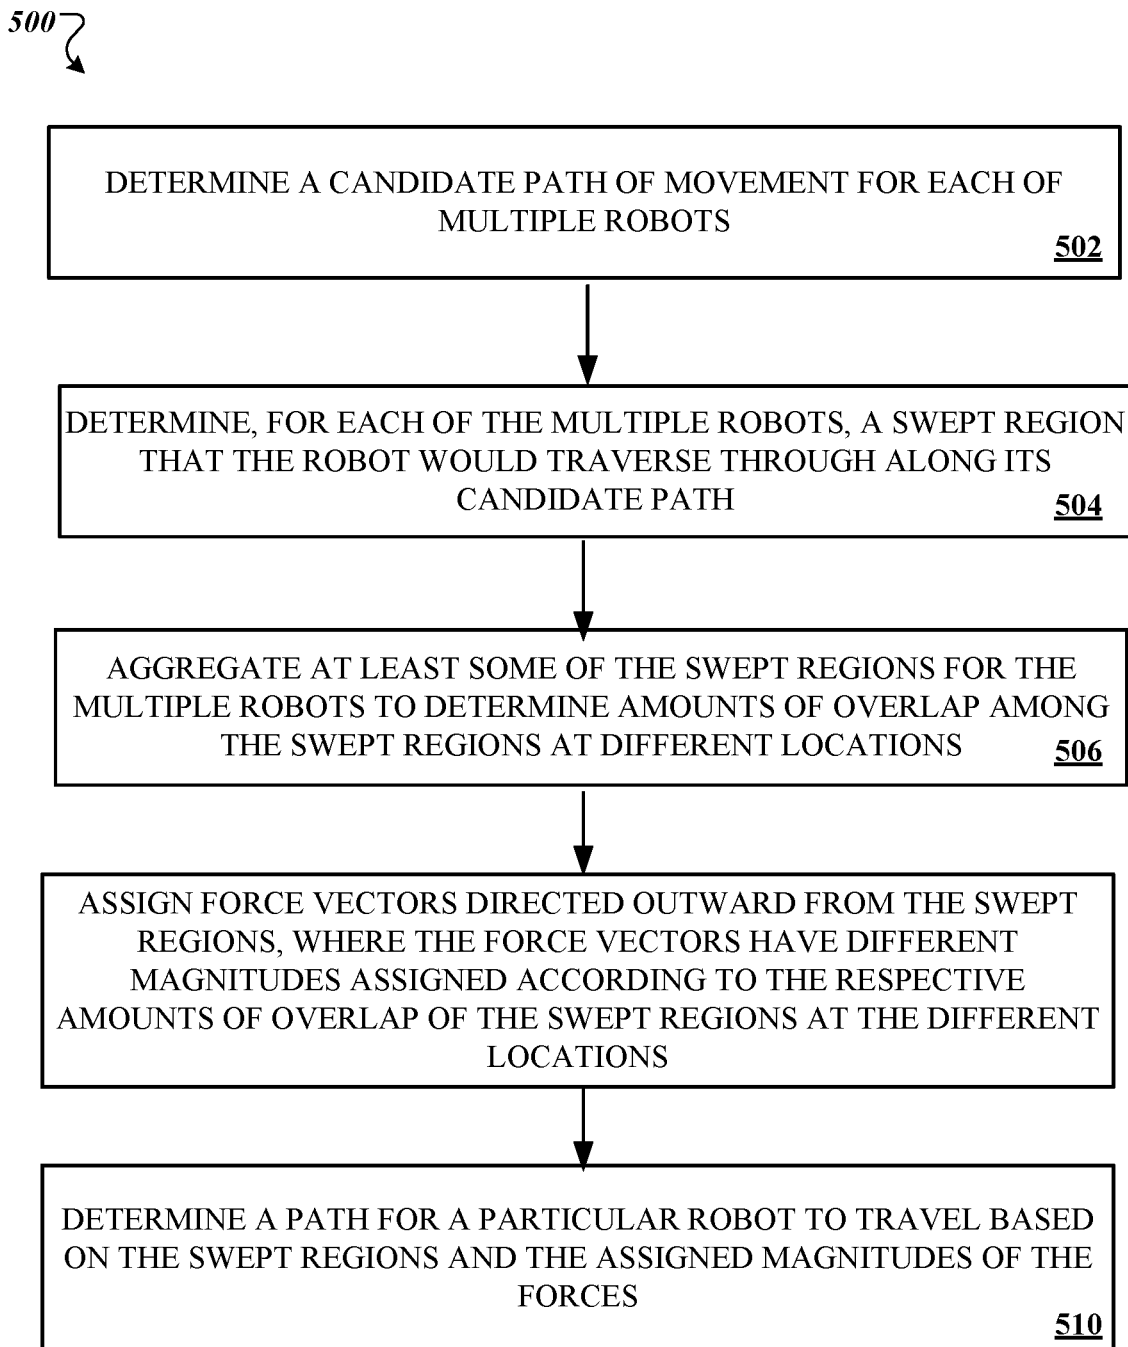 500
DETERMINE A CANDIDATE PATH OF MOVEMENT FOR EACH OF
MULTIPLE ROBOTS
502
DETERMINE, FOR EACH OF THE MULTIPLE ROBOTS, A SWEPT REGION
THAT THE ROBOT WOULD TRAVERSE THROUGH ALONG ITS
CANDIDATE PATH
504
AGGREGATE AT LEAST SOME OF THE SWEPT REGIONS FOR THE
MULTIPLE ROBOTS TO DETERMINE AMOUNTS OF OVERLAP AMONG
THE SWEPT REGIONS AT DIFFERENT LOCATIONS
506
ASSIGN FORCE VECTORS DIRECTED OUTWARD FROM THE SWEPT
REGIONS, WHERE THE FORCE VECTORS HAVE DIFFERENT
MAGNITUDES ASSIGNED ACCORDING TO THE RESPECTIVE
AMOUNTS OF OVERLAP OF THE SWEPT REGIONS AT THE DIFFERENT
LOCATIONS
DETERMINE A PATH FOR A PARTICULAR ROBOT TO TRAVEL BASED
ON THE SWEPT REGIONS AND THE ASSIGNED MAGNITUDES OF THE
FORCES
510